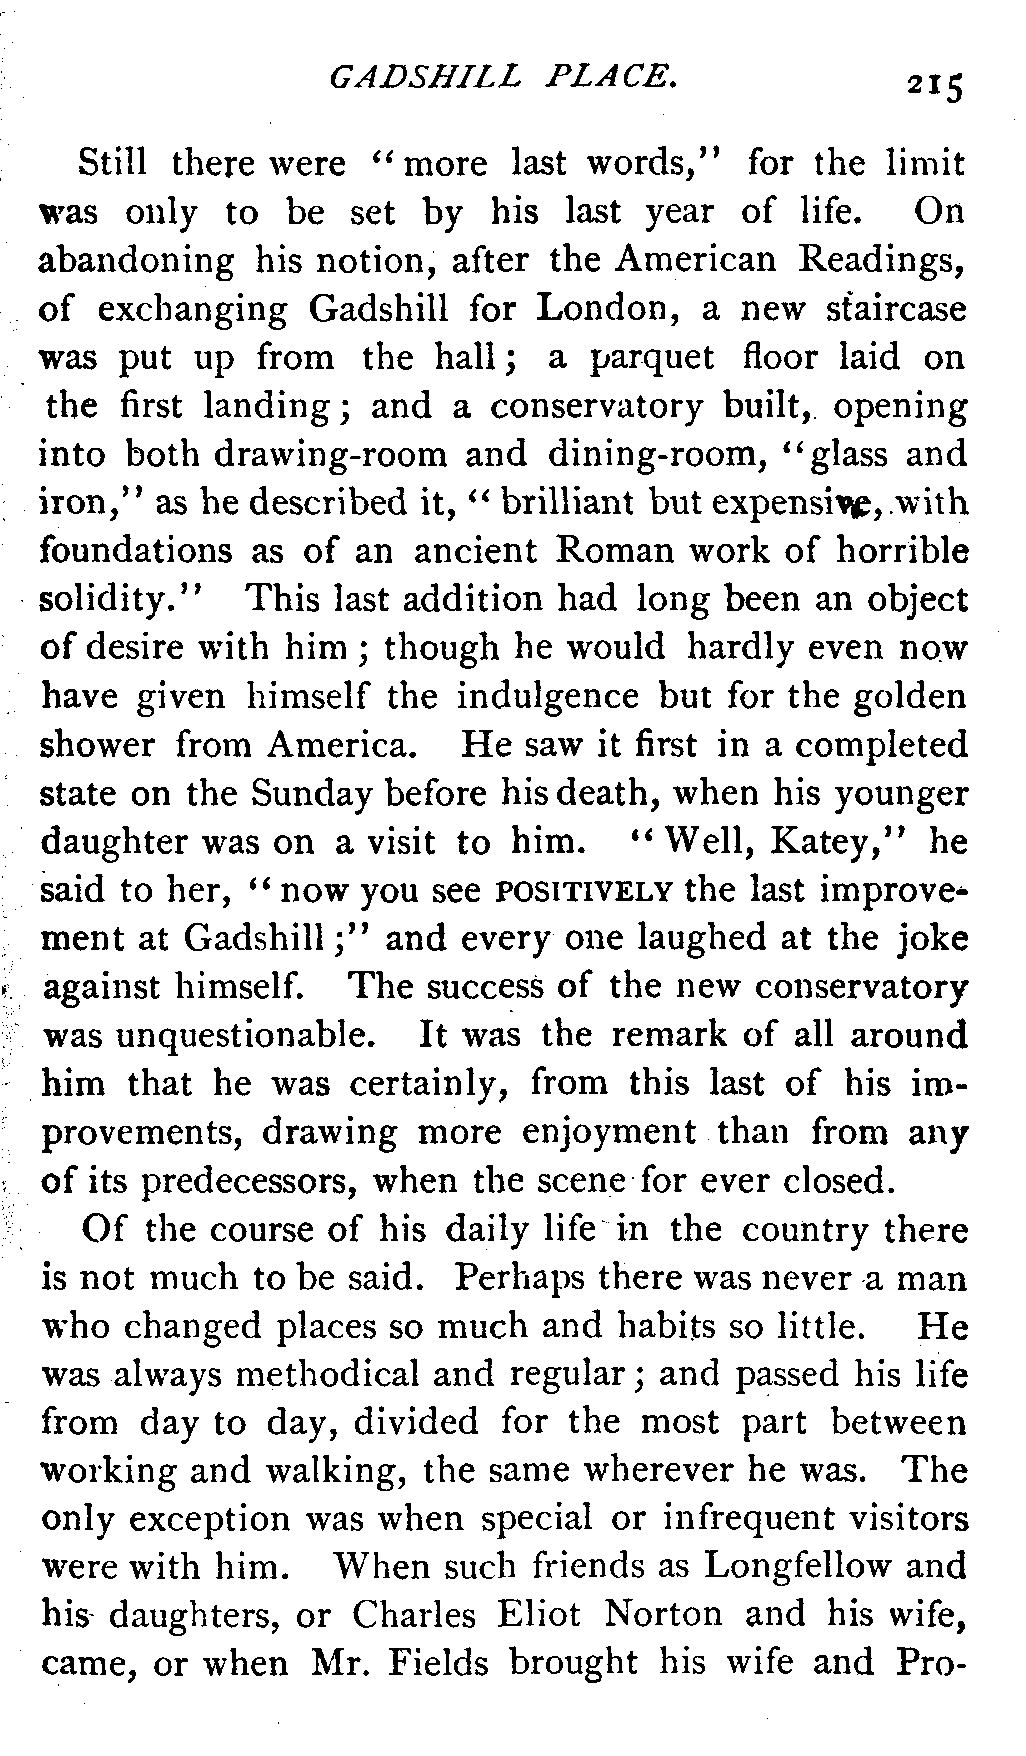 GADSHILL PLACE. 215
Still there were "more last words," for the limit
was only to be set by his last year of life. On
abandoning his notion, after the American Readings,
of exchanging Gadshill for London, a new staircase
was put up from the hall; a parquet floor laid on
the first landing; and a conservatory built, opening
into both drawing-room and dining-room, "glass and
iron," as he described it, "brilliant but expensive, with
foundations as of an ancient Roman work of horrible
solidity." This last addition had long been an object
of desire with him; though he would hardly even now
have given himself the indulgence but for the golden
shower from America. He saw it first in a completed
state on the Sunday before his death, when his younger
daughter was on a visit to him. "Well, Katey," he
said to her, "now you see POSITIVELY the last improve-
ment at Gadshill;" and every one laughed at the joke
against himself. The success of the new conservatory
was unquestionable. It was the remark of all around
him that he was certainly, from this last of his im-
provements, drawing more enjoyment than from any
of its predecessors, when the scene for ever closed.
Of the course of his daily life in the country there
is not much to be said. Perhaps there was never a man
who changed places so much and habits so little. He
was always methodical and regular; and passed his life
from day to day, divided for the most part between
working and walking, the same wherever he was. The
only exception was when special or infrequent visitors
were with him. When such friends as Longfellow and
his daughters, or Charles Eliot Norton and his wife,
came, or when Mr. Fields brought his wife and Pro-